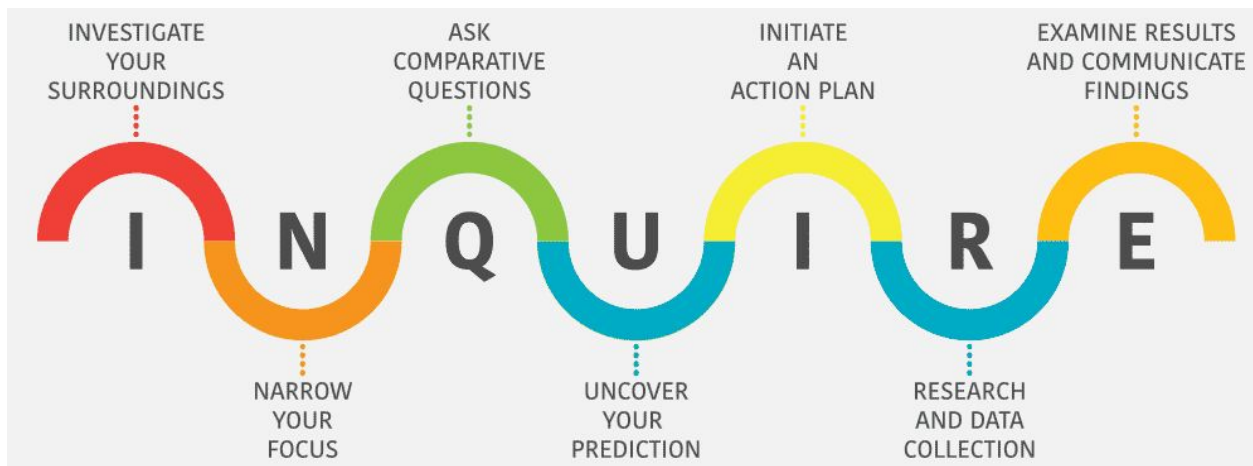 INVESTIGATE
YOUR
SURROUNDINGS
ASK
COMPARATIVE
QUESTIONS
INITIATE
AN
ACTION PLAN
EXAMINE RESULTS
AND COMMUNICATE
FINDINGS
I N Q U I R E
NARROW
YOUR
FOCUS
UNCOVER
YOUR
PREDICTION
RESEARCH
AND DATA
COLLECTION